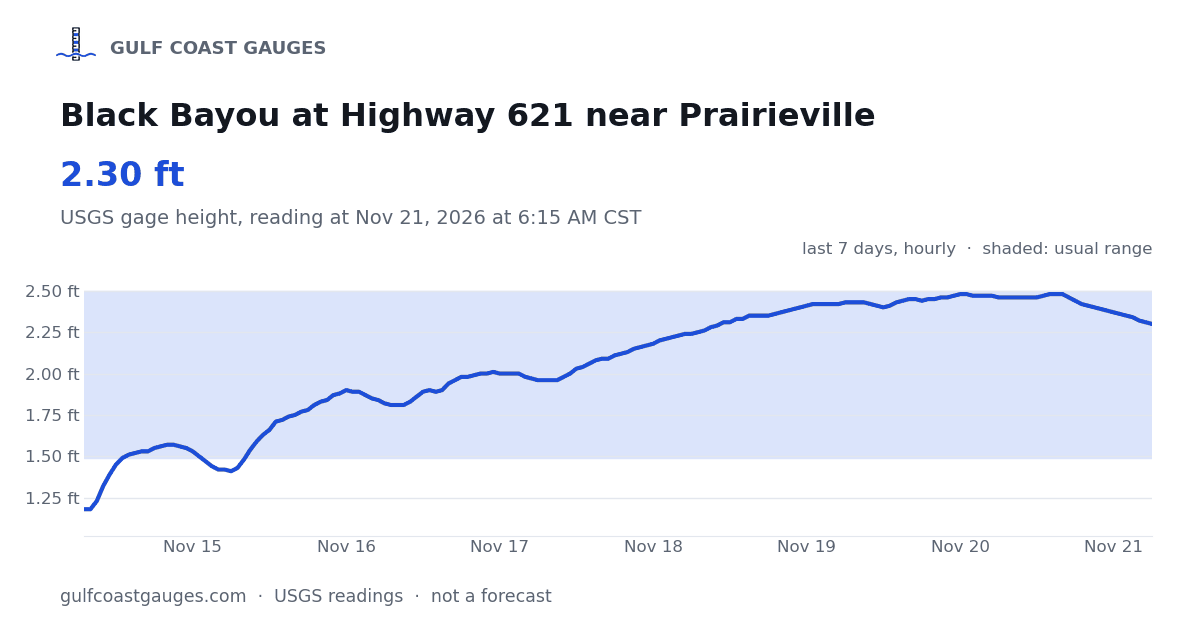 GULF COAST GAUGES
Black Bayou at Highway 621 near Prairieville
2.30 ft
USGS gage height, reading at Nov 21, 2026 at 6:15 AM CST
last 7 days, hourly · shaded: usual range
2.50 ft
2.25 ft
2.00 ft
1.75 ft
1.50 ft
1.25 ft
Nov 15 Nov 16 Nov 17 Nov 18 Nov 19 Nov 20 Nov 21
gulfcoastgauges.com · USGS readings · not a forecast